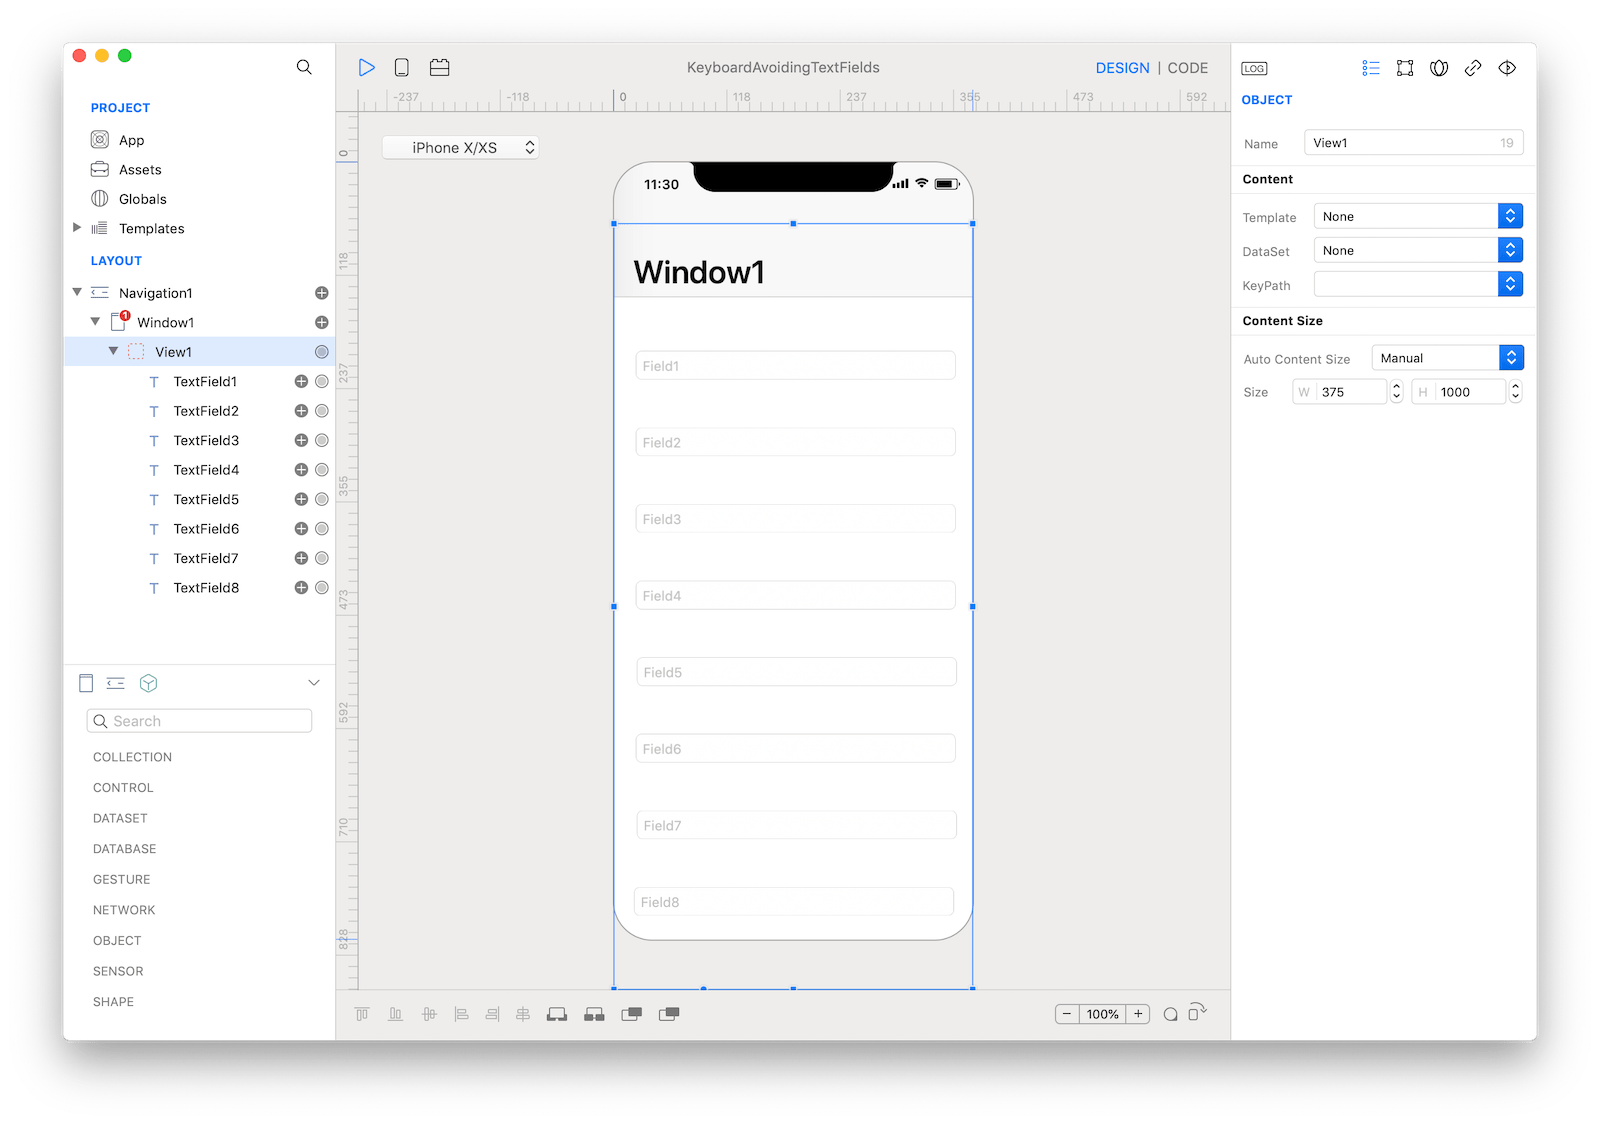 PROJECT
App
Assets
Globals
Templates
LAYOUT
Navigation1
1
Window1
View1
TextField1
TextField2
TextField3
TextField4
TextField5
TextField6
TextField7
TextField8
Search
COLLECTION
CONTROL
DATASET
DATABASE
GESTURE
NETWORK
OBJECT
SENSOR
SHAPE
KeyboardAvoidingTextFields
DESIGN | CODE
-237 -118 0 118 237 355 473 592
0
118
237
355
473
592
710
828
iPhone X/XS
11:30
Window1
Field1
Field2
Field3
Field4
Field5
Field6
Field7
Field8
− 100% +
LOG
OBJECT
Name View1 19
Content
Template None
DataSet None
KeyPath
Content Size
Auto Content Size Manual
Size W 375 H 1000